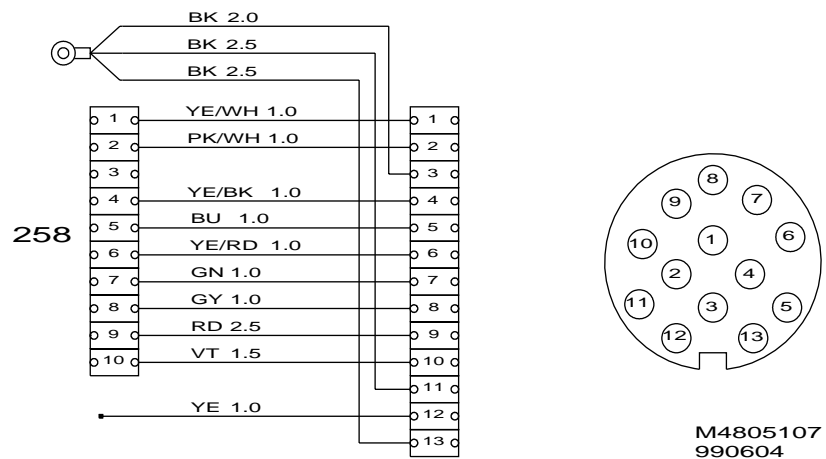 BK 2.0
BK 2.5
BK 2.5
1 YE/WH 1.0 1
2 PK/WH 1.0 2
3 3
4 YE/BK 1.0 4
258
5 BU 1.0 5
6 YE/RD 1.0 6
7 GN 1.0 7
8 GY 1.0 8
9 RD 2.5 9
10 VT 1.5 10
11
YE 1.0 12
13
8
9 7
10 1 6
2 4
11 3 5
12 13
M4805107
990604